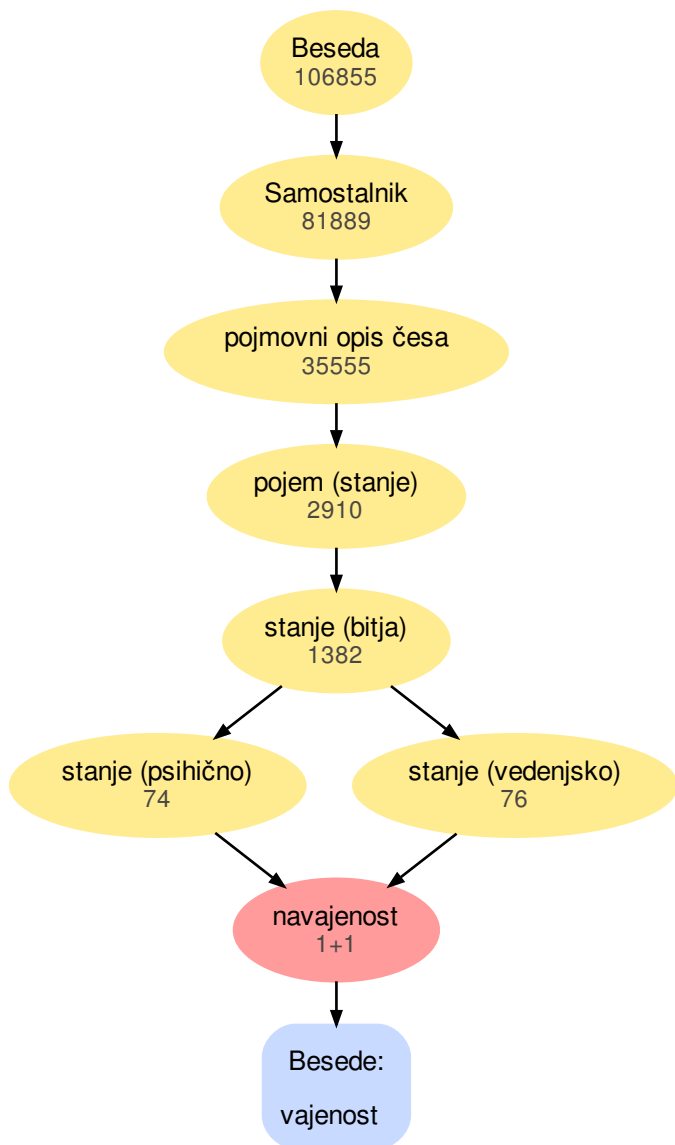 Beseda
106855
Samostalnik
81889
pojmovni opis česa
35555
pojem (stanje)
2910
stanje (bitja)
1382
stanje (psihično)
74
stanje (vedenjsko)
76
navajenost
1+1
Besede:
vajenost